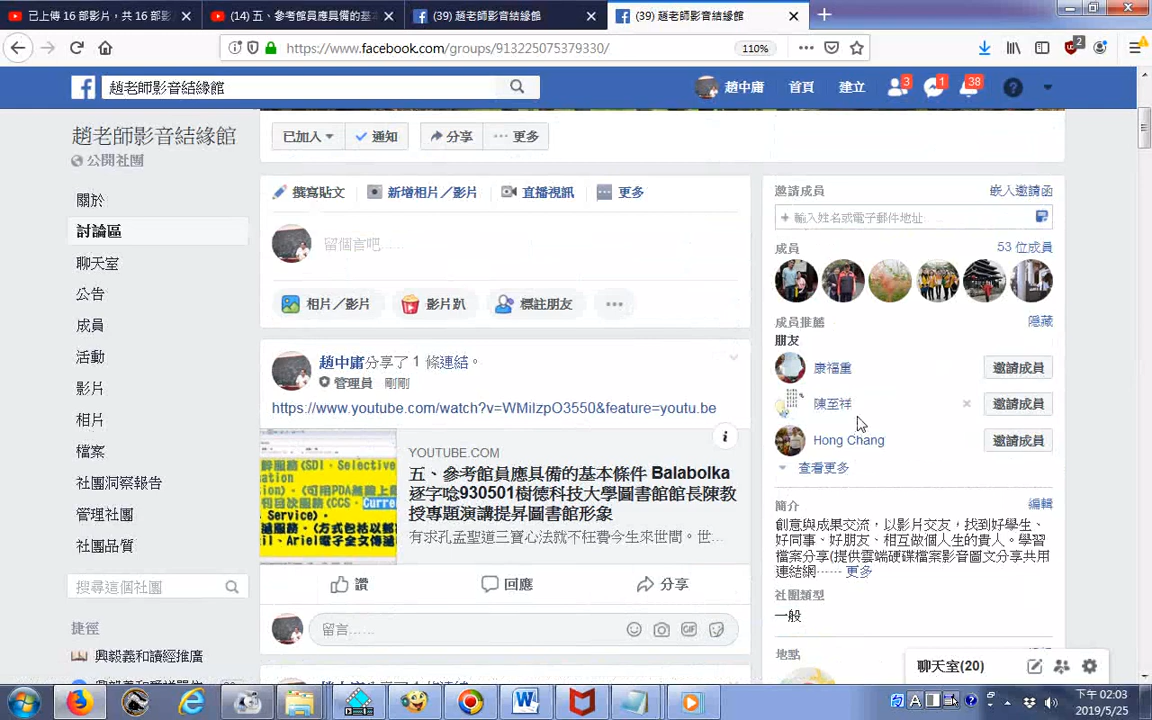 已上傳 16 部影片，共 16 部影
(14) 五、參考館員應具備的基本
(39) 趙老師影音結緣館
(39) 趙老師影音結緣館
https://www.facebook.com/groups/913225075379330/
110%
2
趙老師影音結緣館
趙中庸
首頁
建立
3
1
38
趙老師影音結緣館
公開社團
關於
討論區
聊天室
公告
成員
活動
影片
相片
檔案
社團洞察報告
管理社團
社團品質
搜尋這個社團
捷徑
興毅義和讀經推廣
已加入
通知
分享
更多
撰寫貼文
新增相片／影片
直播視訊
更多
留個言吧......
相片／影片
影片趴
標註朋友
趙中庸分享了 1 條連結。
管理員 剛剛
https://www.youtube.com/watch?v=WMiIzpO3550&feature=youtu.be
YOUTUBE.COM
五、參考館員應具備的基本條件 Balabolka
逐字唸930501樹德科技大學圖書館館長陳教
授專題演講提昇圖書館形象
有求孔孟聖道三寶心法就不枉費今生來世間。世...
讚
回應
分享
留言......
邀請成員
嵌入邀請函
輸入姓名或電子郵件地址......
成員
53 位成員
成員推薦
隱藏
朋友
康福重
邀請成員
陳至祥
邀請成員
Hong Chang
邀請成員
查看更多
簡介
編輯
創意與成果交流，以影片交友，找到好學生、
好同事、好朋友、相互做個人生的貴人。學習
檔案分享(提供雲端硬碟檔案影音圖文分享共用
連結網...... 更多
社團類型
一般
地點
聊天室(20)
下午 02:03
2019/5/25